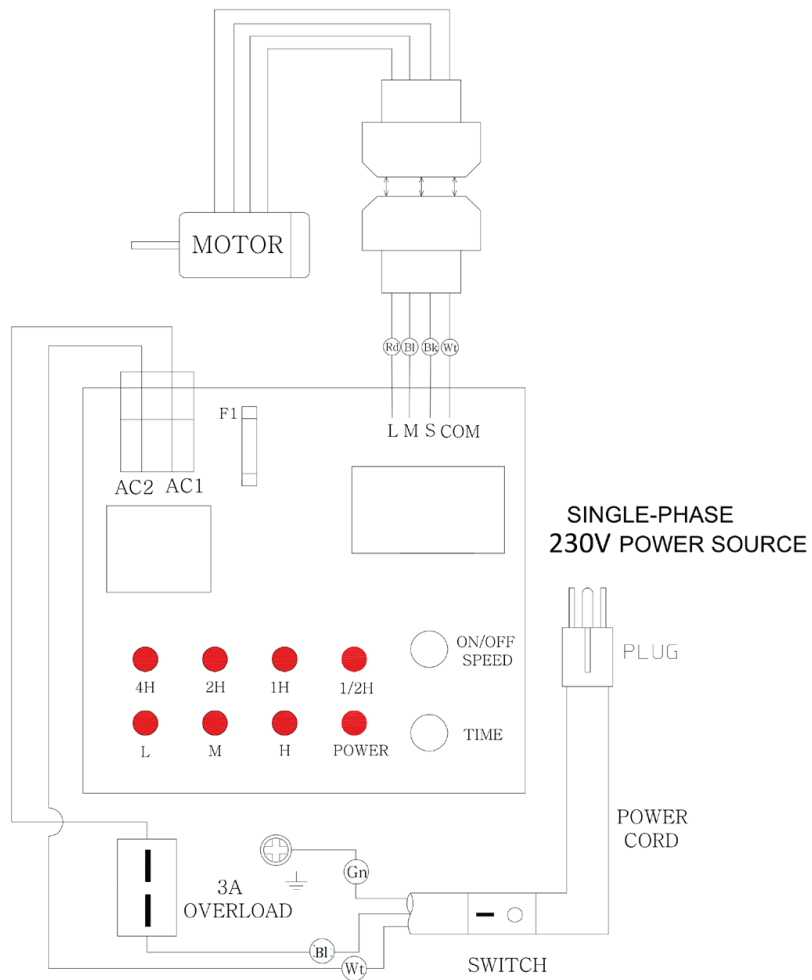 MOTOR
Rd Bl Bk Wt
L M S COM
F1
AC2 AC1
SINGLE-PHASE
230V POWER SOURCE
PLUG
ON/OFF
SPEED
4H 2H 1H 1/2H
TIME
L M H POWER
POWER
CORD
Gn
3A
OVERLOAD
Bl
Wt
SWITCH